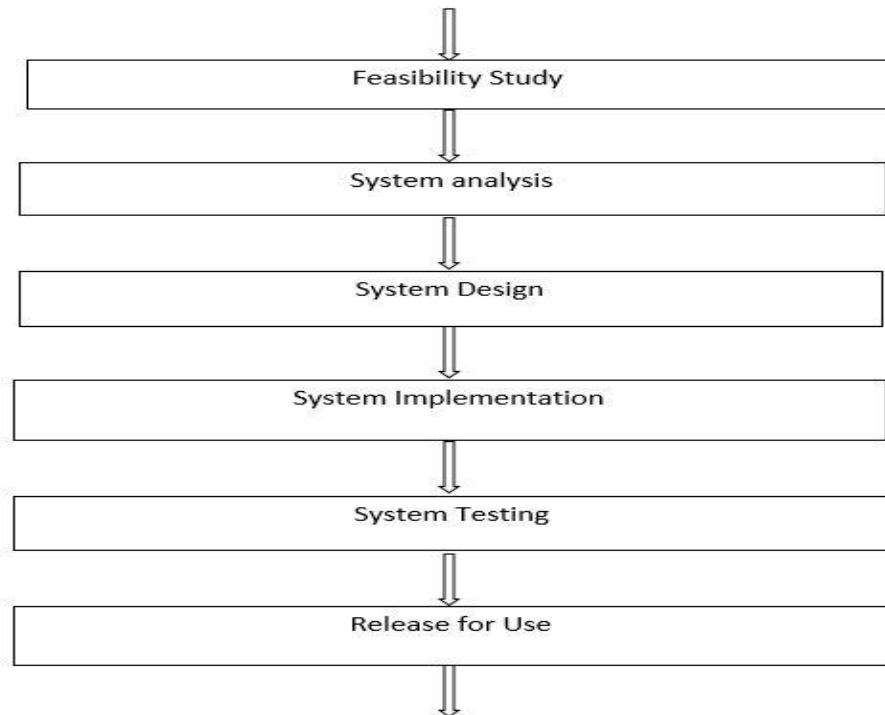 Feasibility Study
System analysis
System Design
System Implementation
System Testing
Release for Use